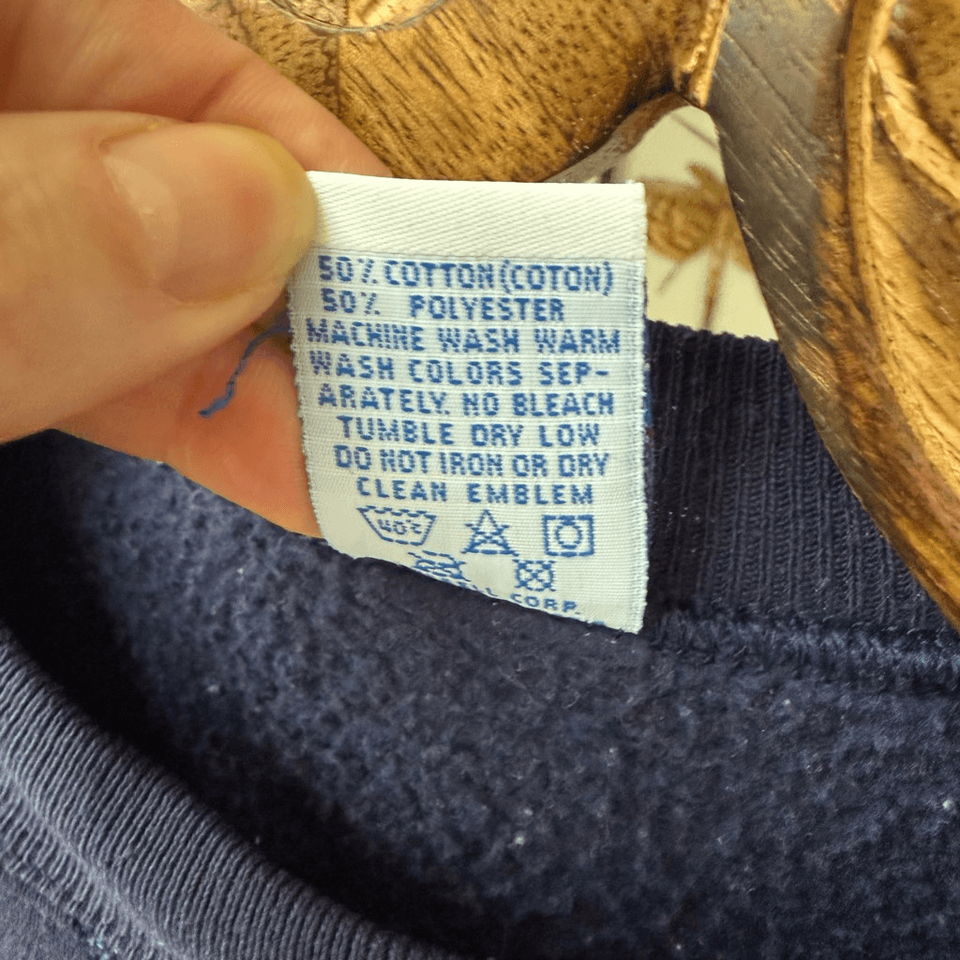 50% COTTON(COTON)
50% POLYESTER
MACHINE WASH WARM
WASH COLORS SEP-
ARATELY. NO BLEACH
TUMBLE DRY LOW
DO NOT IRON OR DRY
CLEAN EMBLEM
40°C
CORP.